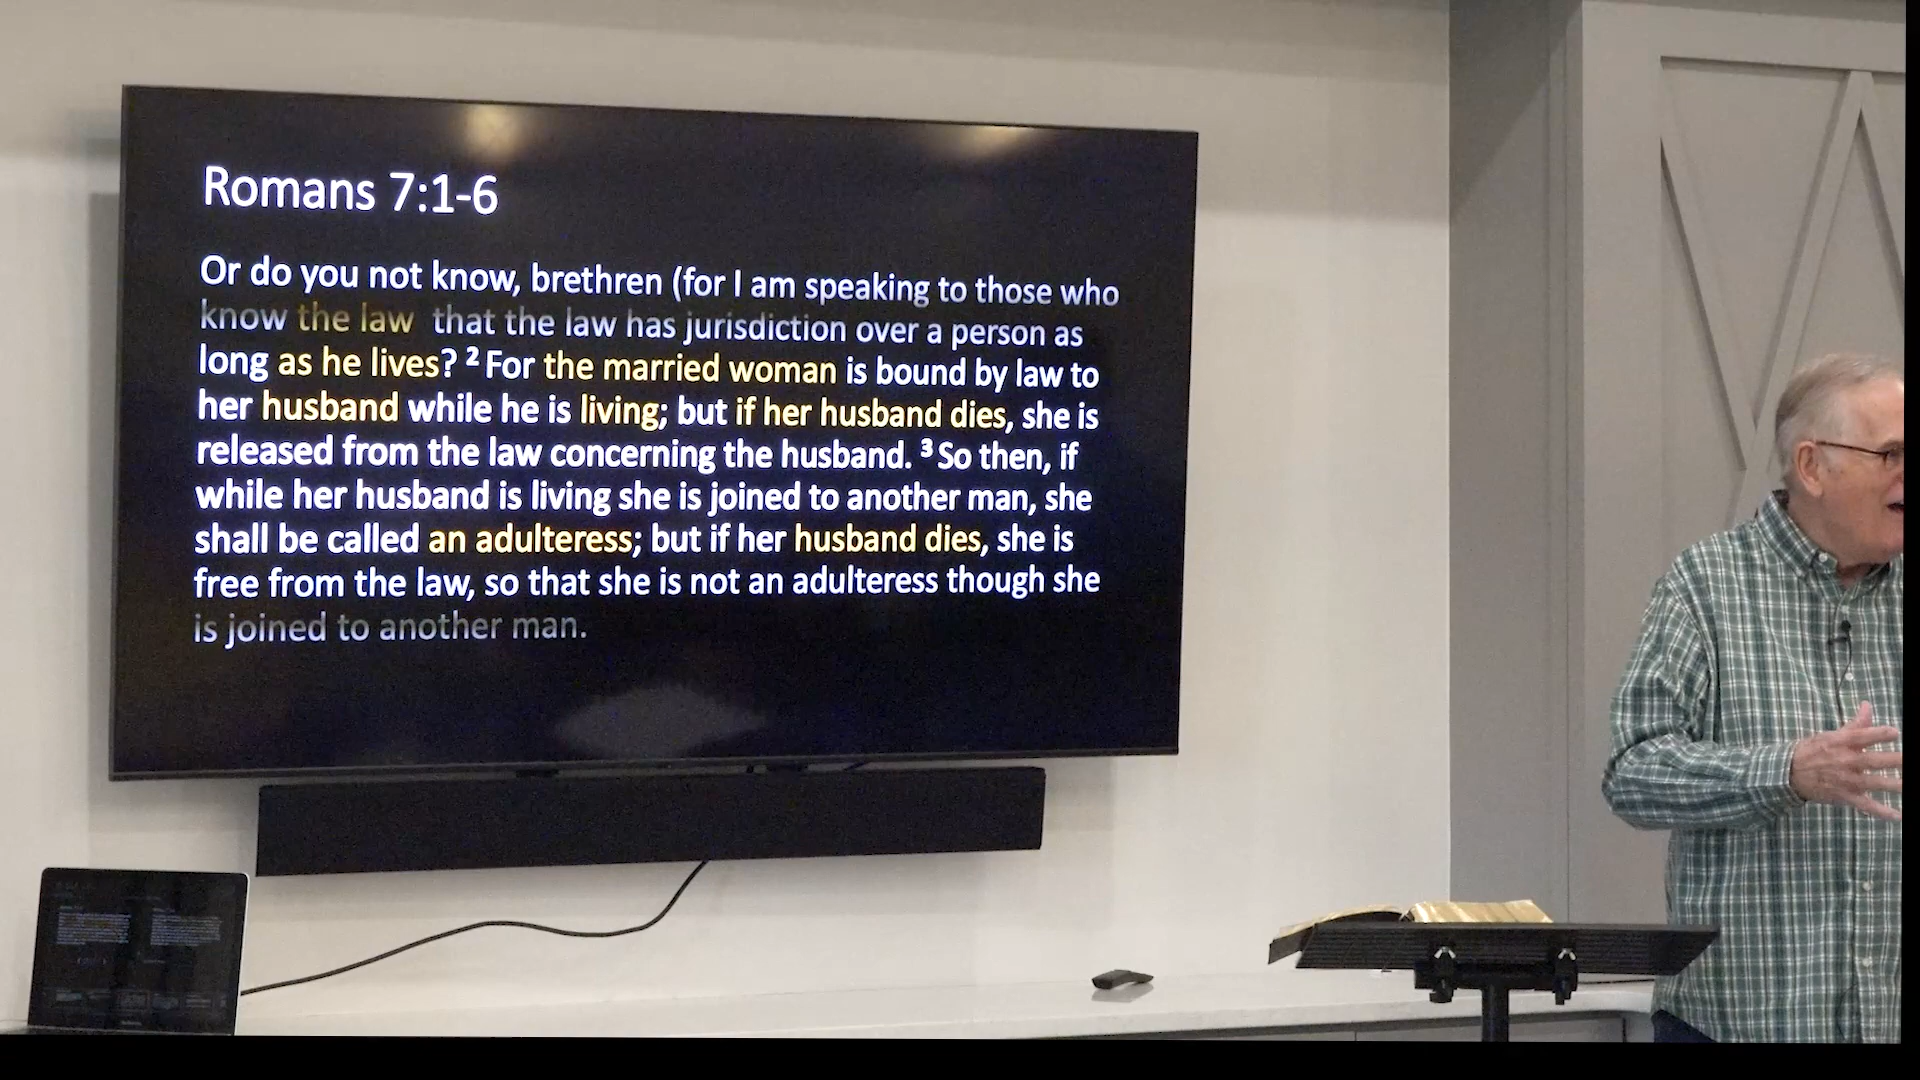 Romans 7:1-6
Or do you not know, brethren (for I am speaking to those who
know the law that the law has jurisdiction over a person as
long as he lives? ² For the married woman is bound by law to
her husband while he is living; but if her husband dies, she is
released from the law concerning the husband. ³ So then, if
while her husband is living she is joined to another man, she
shall be called an adulteress; but if her husband dies, she is
free from the law, so that she is not an adulteress though she
is joined to another man.